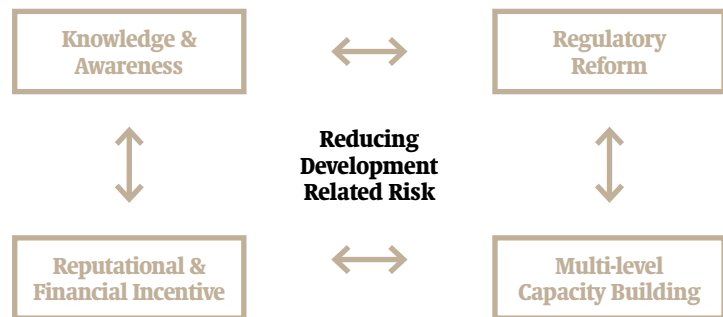 Knowledge &
Awareness
Regulatory
Reform
Reducing
Development
Related Risk
Reputational &
Financial Incentive
Multi-level
Capacity Building